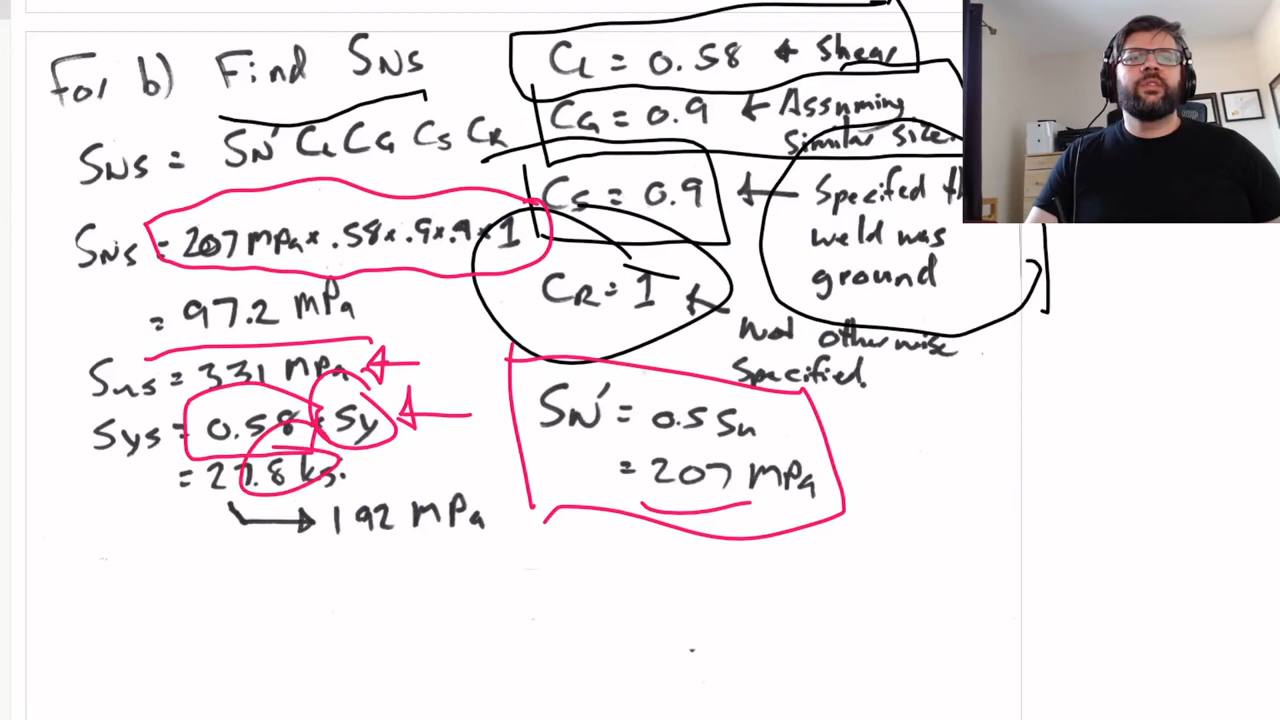 For b) Find SNS
SNS = SN' CL CG CS CR
SNS = 207 MPa × .58 × .9 × .9 × 1
= 97.2 MPa
Sus = 331 MPa
Sys = 0.58 · Sy
= 27.8 ksi
→ 192 MPa
CL = 0.58 ← Shear
CG = 0.9 ← Assuming
Similar size
CS = 0.9 ← Specified
weld was
ground
CR = 1 ← Not otherwise
Specified.
SN' = 0.5 Su
= 207 MPa